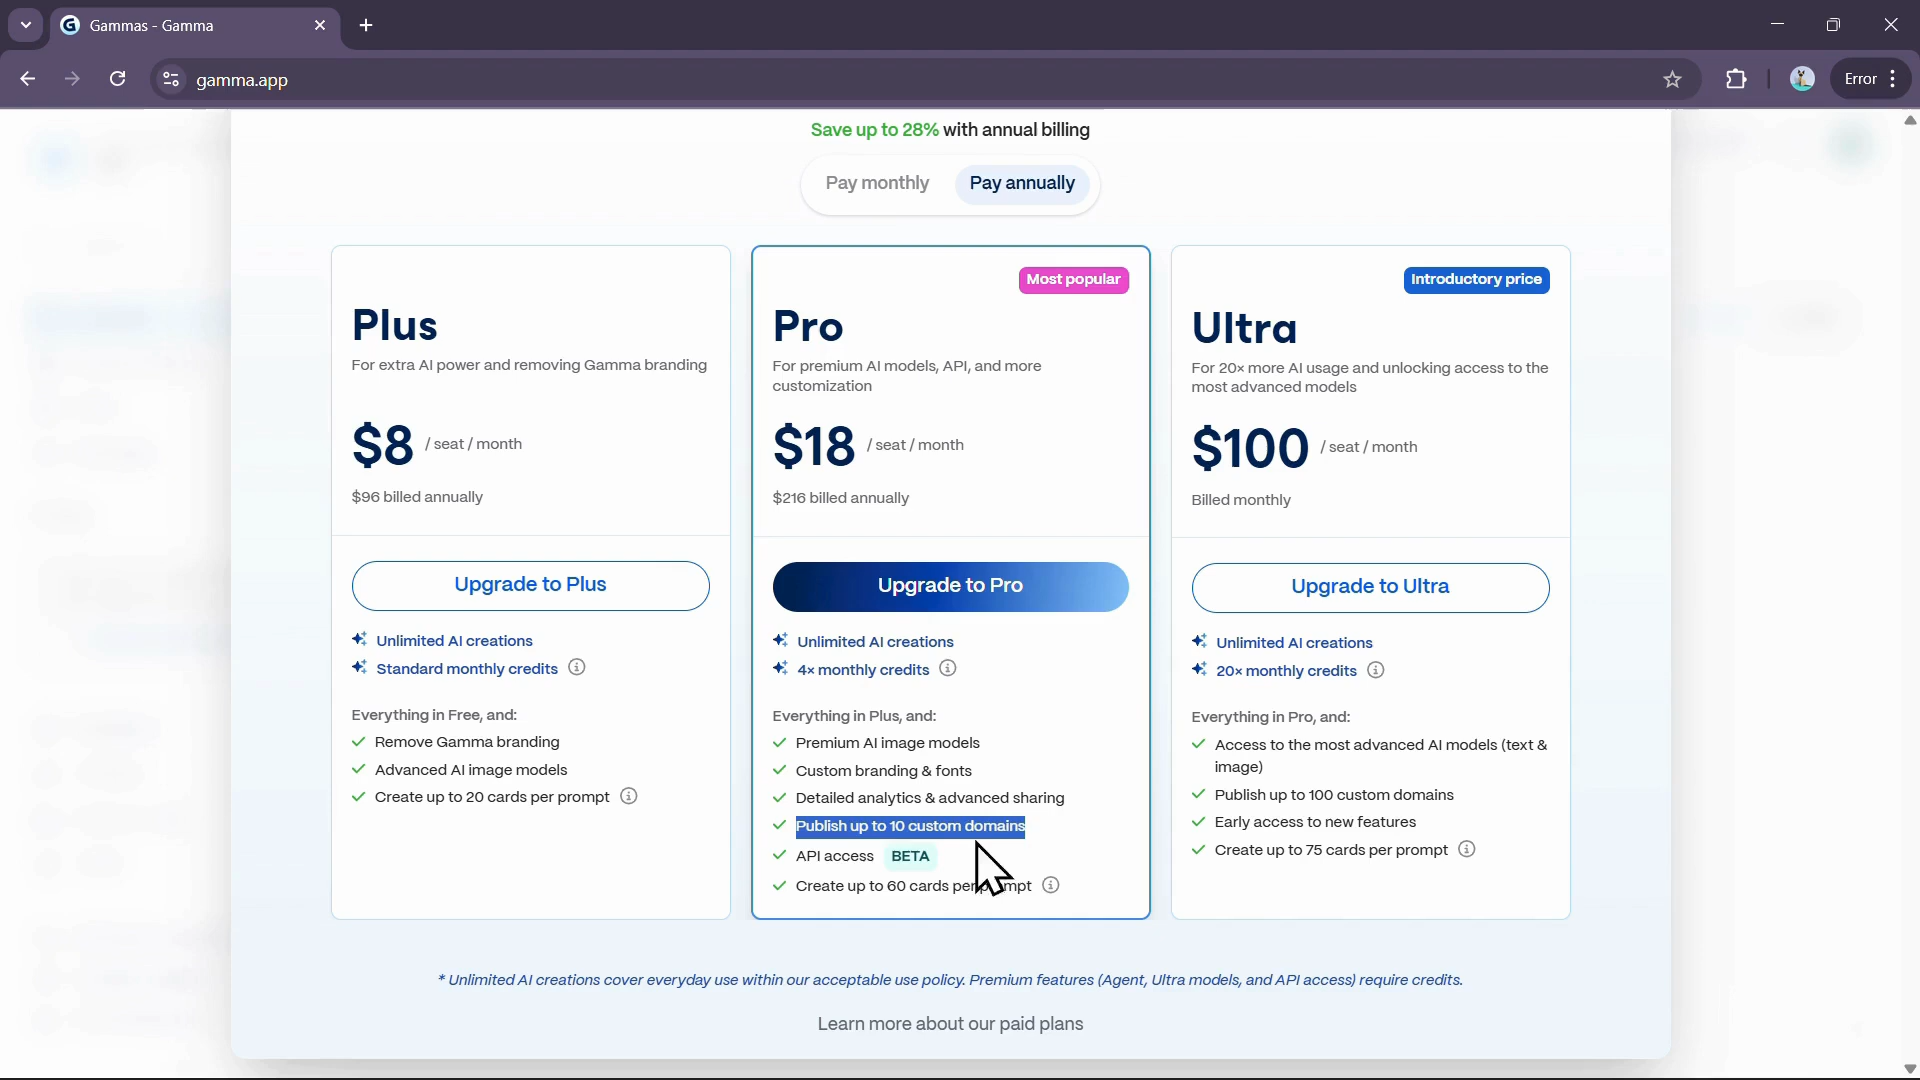 Gammas - Gamma
gamma.app
Error
Save up to 28% with annual billing
Pay monthly
Pay annually
Plus
For extra AI power and removing Gamma branding
$8 / seat / month
$96 billed annually
Upgrade to Plus
Unlimited AI creations
Standard monthly credits
Everything in Free, and:
Remove Gamma branding
Advanced AI image models
Create up to 20 cards per prompt
Most popular
Pro
For premium AI models, API, and more
customization
$18 / seat / month
$216 billed annually
Upgrade to Pro
Unlimited AI creations
4× monthly credits
Everything in Plus, and:
Premium AI image models
Custom branding & fonts
Detailed analytics & advanced sharing
Publish up to 10 custom domains
API access BETA
Create up to 60 cards per prompt
Introductory price
Ultra
For 20× more AI usage and unlocking access to the
most advanced models
$100 / seat / month
Billed monthly
Upgrade to Ultra
Unlimited AI creations
20× monthly credits
Everything in Pro, and:
Access to the most advanced AI models (text &
image)
Publish up to 100 custom domains
Early access to new features
Create up to 75 cards per prompt
* Unlimited AI creations cover everyday use within our acceptable use policy. Premium features (Agent, Ultra models, and API access) require credits.
Learn more about our paid plans